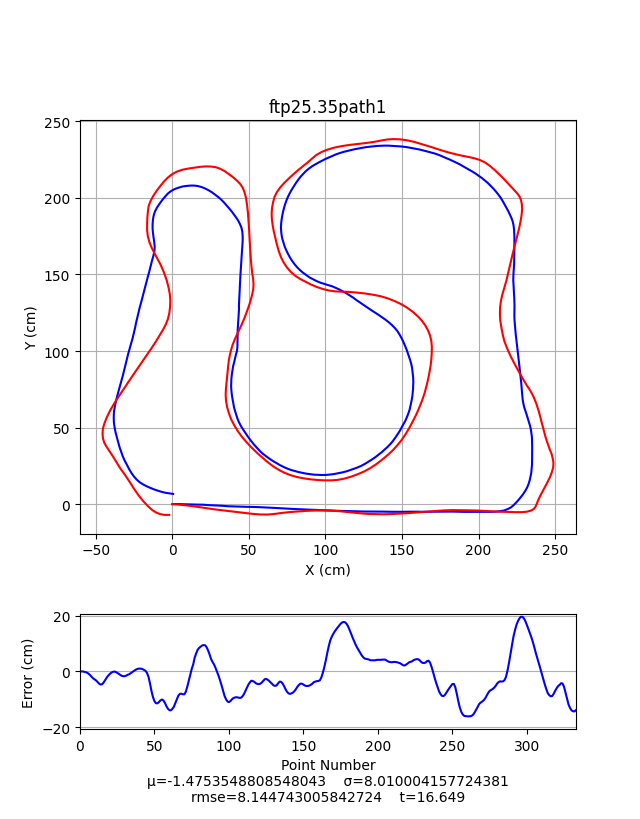 ftp25.35path1
250
200
150
100
50
0
Y (cm)
−50 0 50 100 150 200 250
X (cm)
20
0
−20
Error (cm)
0 50 100 150 200 250 300
Point Number
μ=-1.4753548808548043 σ=8.010004157724381
rmse=8.144743005842724 t=16.649